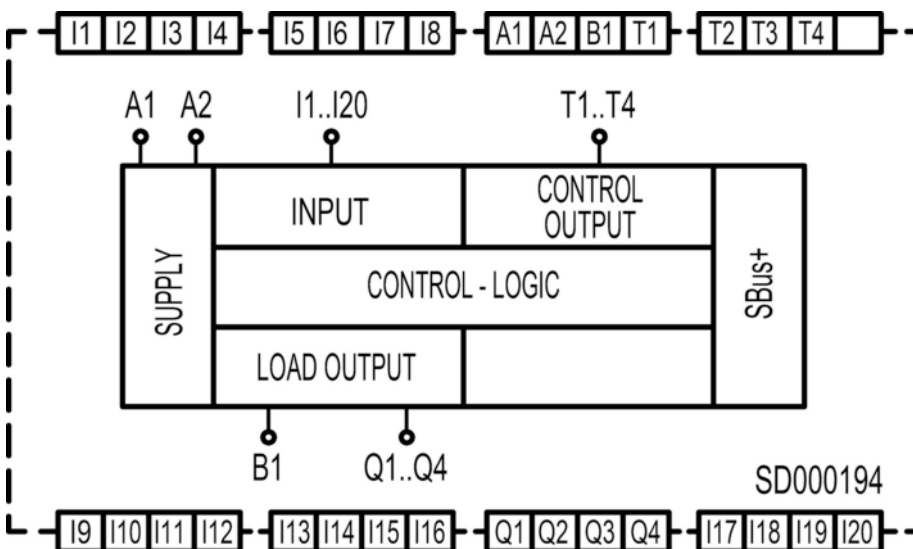 I1 I2 I3 I4 I5 I6 I7 I8 A1 A2 B1 T1 T2 T3 T4
A1 A2 I1..I20 T1..T4
INPUT
CONTROL
OUTPUT
SUPPLY
CONTROL - LOGIC
SBus+
LOAD OUTPUT
B1 Q1..Q4
SD000194
I9 I10 I11 I12 I13 I14 I15 I16 Q1 Q2 Q3 Q4 I17 I18 I19 I20